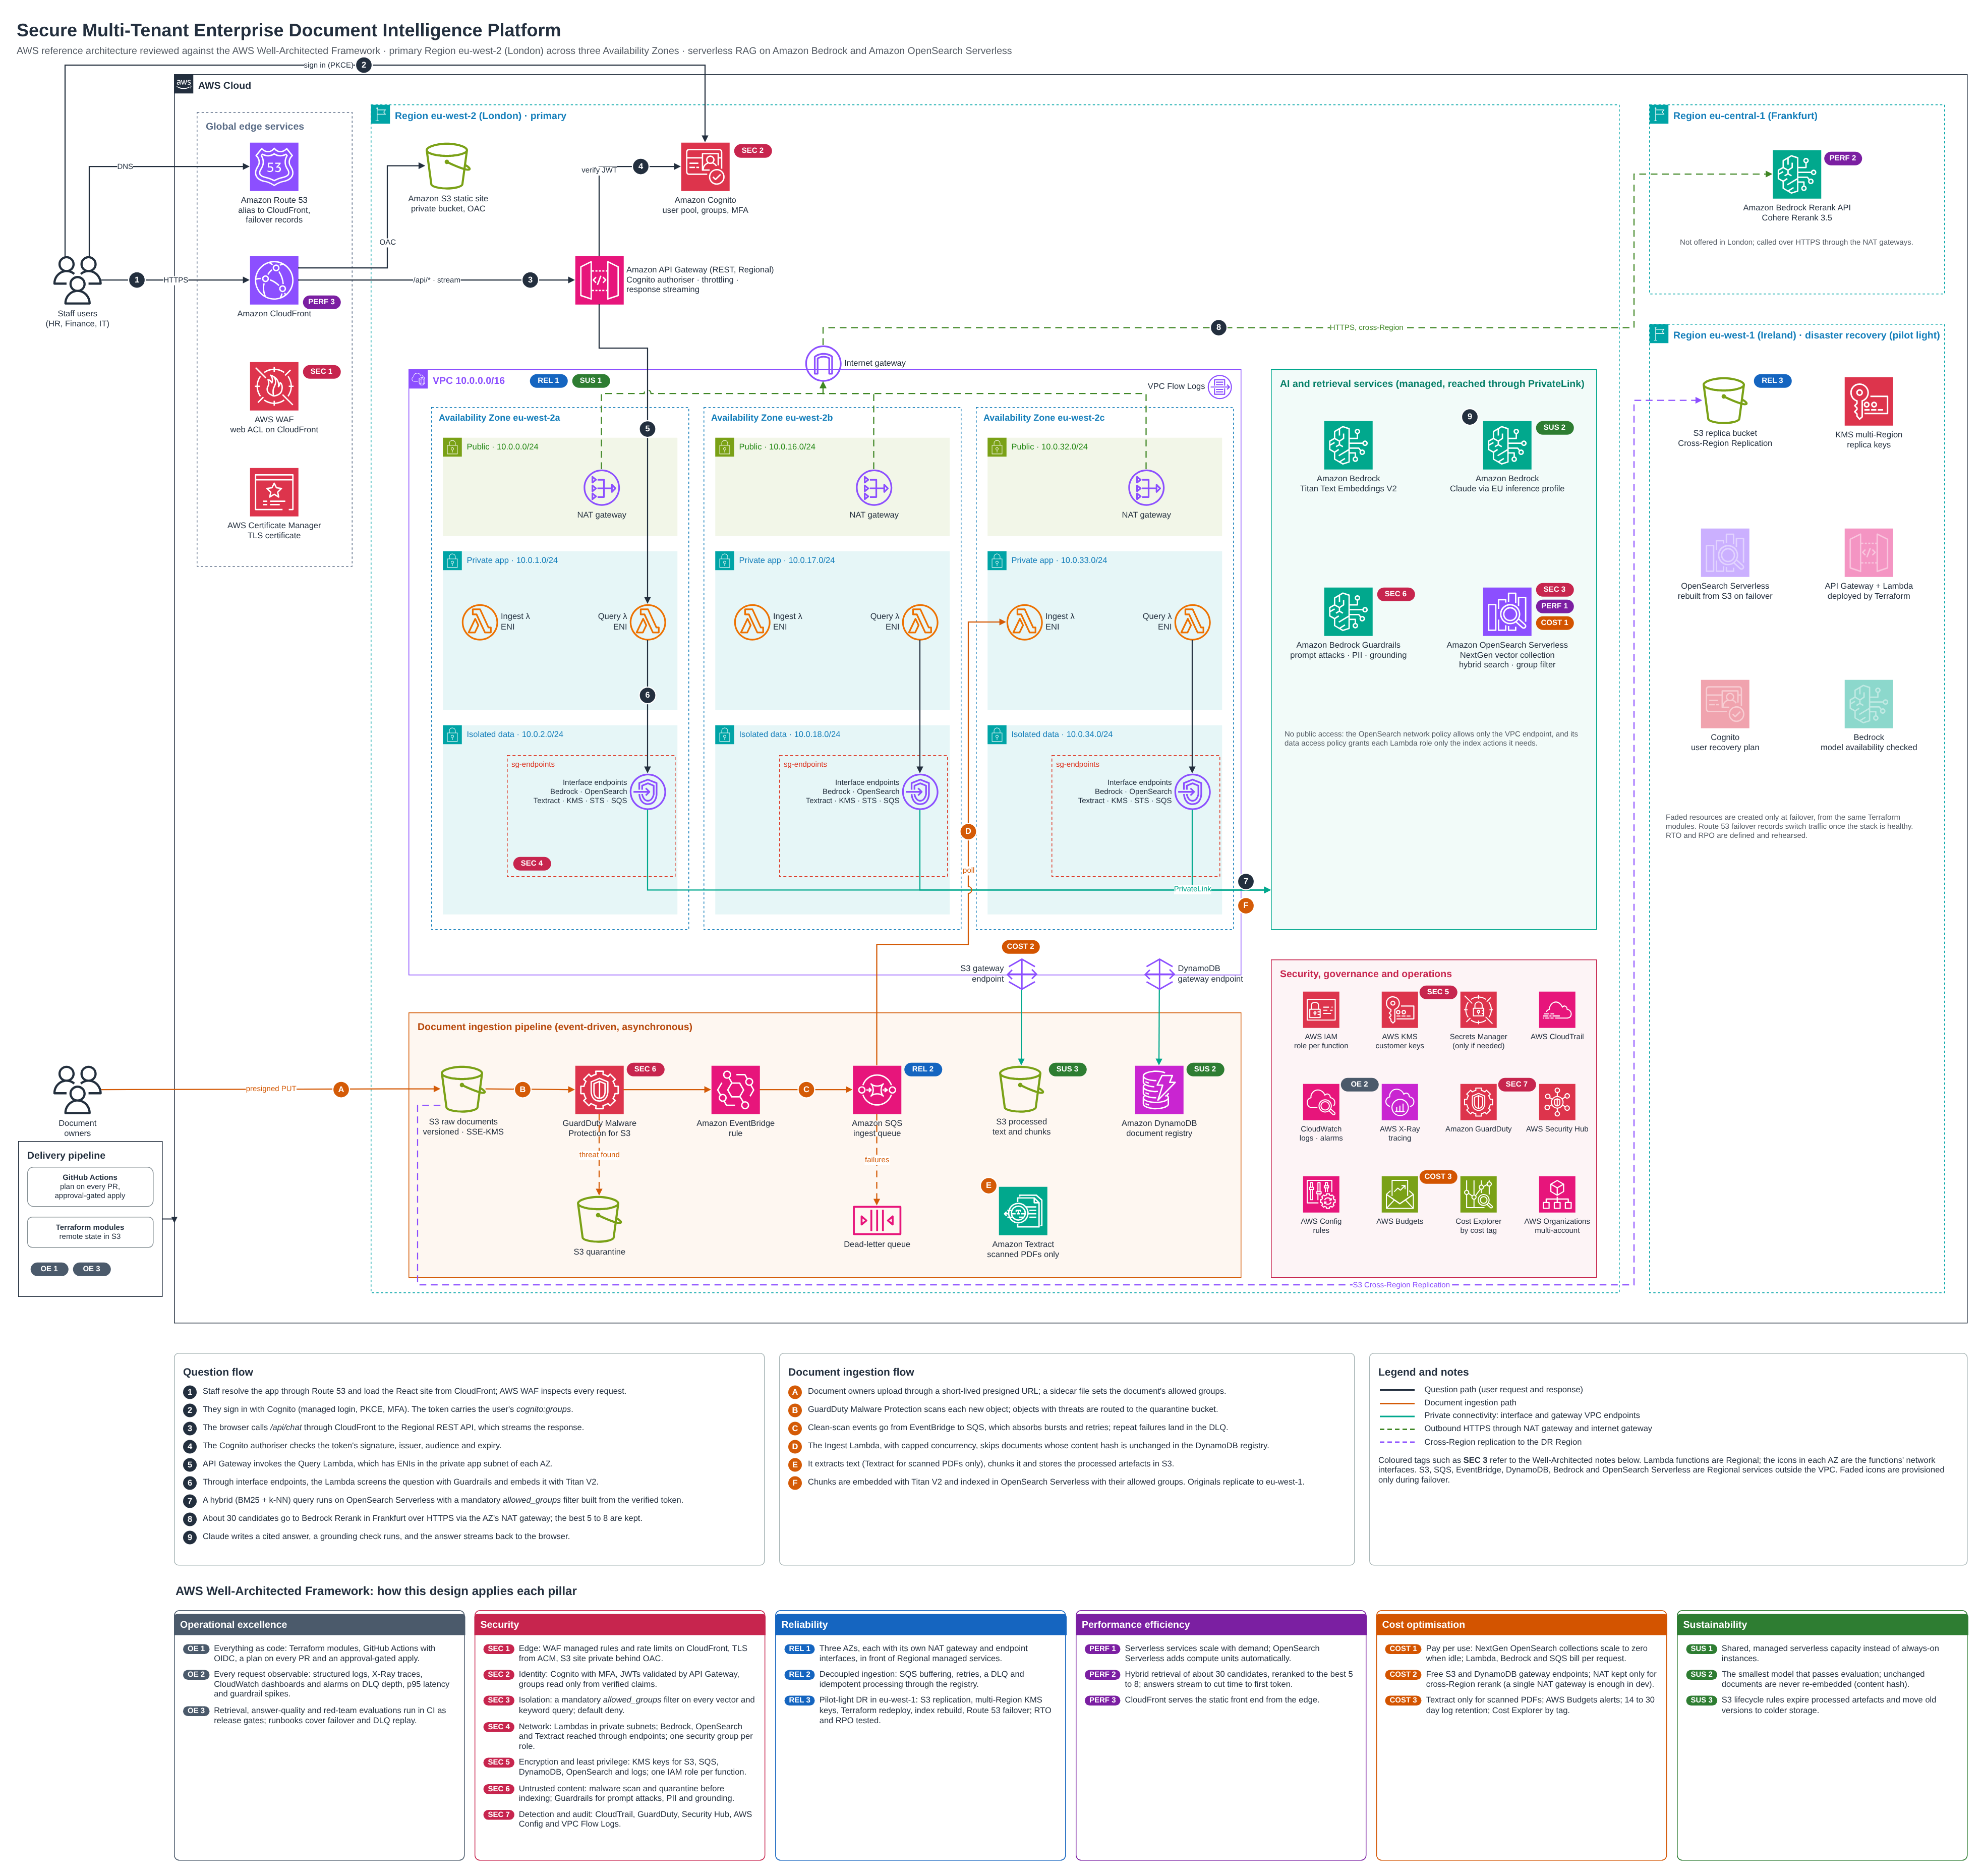 Secure Multi-Tenant Enterprise Document Intelligence Platform
AWS reference architecture reviewed against the AWS Well-Architected Framework · primary Region eu-west-2 (London) across three Availability Zones · serverless RAG on Amazon Bedrock and Amazon OpenSearch Serverless
sign in (PKCE)
2
aws
AWS Cloud
Global edge services
DNS
53
Amazon Route 53
alias to CloudFront,
failover records
1
HTTPS
Staff users
(HR, Finance, IT)
PERF 3
Amazon CloudFront
SEC 1
AWS WAF
web ACL on CloudFront
AWS Certificate Manager
TLS certificate
Region eu-west-2 (London) · primary
Amazon S3 static site
private bucket, OAC
OAC
/api/* · stream
3
verify JWT
4
SEC 2
Amazon Cognito
user pool, groups, MFA
Amazon API Gateway (REST, Regional)
Cognito authoriser · throttling ·
response streaming
8
HTTPS, cross-Region
Internet gateway
VPC 10.0.0.0/16
REL 1
SUS 1
VPC Flow Logs
Availability Zone eu-west-2a
5
Public · 10.0.0.0/24
NAT gateway
Private app · 10.0.1.0/24
Ingest λ
ENI
Query λ
ENI
6
Isolated data · 10.0.2.0/24
sg-endpoints
Interface endpoints
Bedrock · OpenSearch
Textract · KMS · STS · SQS
SEC 4
Availability Zone eu-west-2b
Public · 10.0.16.0/24
NAT gateway
Private app · 10.0.17.0/24
Ingest λ
ENI
Query λ
ENI
Isolated data · 10.0.18.0/24
sg-endpoints
Interface endpoints
Bedrock · OpenSearch
Textract · KMS · STS · SQS
Availability Zone eu-west-2c
Public · 10.0.32.0/24
NAT gateway
Private app · 10.0.33.0/24
Ingest λ
ENI
Query λ
ENI
Isolated data · 10.0.34.0/24
sg-endpoints
Interface endpoints
Bedrock · OpenSearch
Textract · KMS · STS · SQS
D
poll
PrivateLink
7
F
COST 2
S3 gateway
endpoint
DynamoDB
gateway endpoint
AI and retrieval services (managed, reached through PrivateLink)
Amazon Bedrock
Titan Text Embeddings V2
9
SUS 2
Amazon Bedrock
Claude via EU inference profile
SEC 6
Amazon Bedrock Guardrails
prompt attacks · PII · grounding
SEC 3
PERF 1
COST 1
Amazon OpenSearch Serverless
NextGen vector collection
hybrid search · group filter
No public access: the OpenSearch network policy allows only the VPC endpoint, and its
data access policy grants each Lambda role only the index actions it needs.
Region eu-central-1 (Frankfurt)
PERF 2
Amazon Bedrock Rerank API
Cohere Rerank 3.5
Not offered in London; called over HTTPS through the NAT gateways.
Region eu-west-1 (Ireland) · disaster recovery (pilot light)
REL 3
S3 replica bucket
Cross-Region Replication
KMS multi-Region
replica keys
OpenSearch Serverless
rebuilt from S3 on failover
API Gateway + Lambda
deployed by Terraform
Cognito
user recovery plan
Bedrock
model availability checked
Faded resources are created only at failover, from the same Terraform
modules. Route 53 failover records switch traffic once the stack is healthy.
RTO and RPO are defined and rehearsed.
Document ingestion pipeline (event-driven, asynchronous)
Document
owners
presigned PUT
A
S3 raw documents
versioned · SSE-KMS
B
SEC 6
GuardDuty Malware
Protection for S3
threat found
S3 quarantine
Amazon EventBridge
rule
C
REL 2
Amazon SQS
ingest queue
failures
Dead-letter queue
SUS 3
S3 processed
text and chunks
SUS 2
Amazon DynamoDB
document registry
E
Amazon Textract
scanned PDFs only
S3 Cross-Region Replication
Security, governance and operations
AWS IAM
role per function
SEC 5
AWS KMS
customer keys
Secrets Manager
(only if needed)
AWS CloudTrail
OE 2
CloudWatch
logs · alarms
AWS X-Ray
tracing
SEC 7
Amazon GuardDuty
AWS Security Hub
AWS Config
rules
COST 3
AWS Budgets
Cost Explorer
by cost tag
AWS Organizations
multi-account
Delivery pipeline
GitHub Actions
plan on every PR,
approval-gated apply
Terraform modules
remote state in S3
OE 1
OE 3
Question flow
1 Staff resolve the app through Route 53 and load the React site from CloudFront; AWS WAF inspects every request.
2 They sign in with Cognito (managed login, PKCE, MFA). The token carries the user's cognito:groups.
3 The browser calls /api/chat through CloudFront to the Regional REST API, which streams the response.
4 The Cognito authoriser checks the token's signature, issuer, audience and expiry.
5 API Gateway invokes the Query Lambda, which has ENIs in the private app subnet of each AZ.
6 Through interface endpoints, the Lambda screens the question with Guardrails and embeds it with Titan V2.
7 A hybrid (BM25 + k-NN) query runs on OpenSearch Serverless with a mandatory allowed_groups filter built from the verified token.
8 About 30 candidates go to Bedrock Rerank in Frankfurt over HTTPS via the AZ's NAT gateway; the best 5 to 8 are kept.
9 Claude writes a cited answer, a grounding check runs, and the answer streams back to the browser.
Document ingestion flow
A Document owners upload through a short-lived presigned URL; a sidecar file sets the document's allowed groups.
B GuardDuty Malware Protection scans each new object; objects with threats are routed to the quarantine bucket.
C Clean-scan events go from EventBridge to SQS, which absorbs bursts and retries; repeat failures land in the DLQ.
D The Ingest Lambda, with capped concurrency, skips documents whose content hash is unchanged in the DynamoDB registry.
E It extracts text (Textract for scanned PDFs only), chunks it and stores the processed artefacts in S3.
F Chunks are embedded with Titan V2 and indexed in OpenSearch Serverless with their allowed groups. Originals replicate to eu-west-1.
Legend and notes
Question path (user request and response)
Document ingestion path
Private connectivity: interface and gateway VPC endpoints
Outbound HTTPS through NAT gateway and internet gateway
Cross-Region replication to the DR Region
Coloured tags such as SEC 3 refer to the Well-Architected notes below. Lambda functions are Regional; the icons in each AZ are the functions' network
interfaces. S3, SQS, EventBridge, DynamoDB, Bedrock and OpenSearch Serverless are Regional services outside the VPC. Faded icons are provisioned
only during failover.
AWS Well-Architected Framework: how this design applies each pillar
Operational excellence
OE 1 Everything as code: Terraform modules, GitHub Actions with
OIDC, a plan on every PR and an approval-gated apply.
OE 2 Every request observable: structured logs, X-Ray traces,
CloudWatch dashboards and alarms on DLQ depth, p95 latency
and guardrail spikes.
OE 3 Retrieval, answer-quality and red-team evaluations run in CI as
release gates; runbooks cover failover and DLQ replay.
Security
SEC 1 Edge: WAF managed rules and rate limits on CloudFront, TLS
from ACM, S3 site private behind OAC.
SEC 2 Identity: Cognito with MFA, JWTs validated by API Gateway,
groups read only from verified claims.
SEC 3 Isolation: a mandatory allowed_groups filter on every vector and
keyword query; default deny.
SEC 4 Network: Lambdas in private subnets; Bedrock, OpenSearch
and Textract reached through endpoints; one security group per
role.
SEC 5 Encryption and least privilege: KMS keys for S3, SQS,
DynamoDB, OpenSearch and logs; one IAM role per function.
SEC 6 Untrusted content: malware scan and quarantine before
indexing; Guardrails for prompt attacks, PII and grounding.
SEC 7 Detection and audit: CloudTrail, GuardDuty, Security Hub, AWS
Config and VPC Flow Logs.
Reliability
REL 1 Three AZs, each with its own NAT gateway and endpoint
interfaces, in front of Regional managed services.
REL 2 Decoupled ingestion: SQS buffering, retries, a DLQ and
idempotent processing through the registry.
REL 3 Pilot-light DR in eu-west-1: S3 replication, multi-Region KMS
keys, Terraform redeploy, index rebuild, Route 53 failover; RTO
and RPO tested.
Performance efficiency
PERF 1 Serverless services scale with demand; OpenSearch
Serverless adds compute units automatically.
PERF 2 Hybrid retrieval of about 30 candidates, reranked to the best 5
to 8; answers stream to cut time to first token.
PERF 3 CloudFront serves the static front end from the edge.
Cost optimisation
COST 1 Pay per use: NextGen OpenSearch collections scale to zero
when idle; Lambda, Bedrock and SQS bill per request.
COST 2 Free S3 and DynamoDB gateway endpoints; NAT kept only for
cross-Region rerank (a single NAT gateway is enough in dev).
COST 3 Textract only for scanned PDFs; AWS Budgets alerts; 14 to 30
day log retention; Cost Explorer by tag.
Sustainability
SUS 1 Shared, managed serverless capacity instead of always-on
instances.
SUS 2 The smallest model that passes evaluation; unchanged
documents are never re-embedded (content hash).
SUS 3 S3 lifecycle rules expire processed artefacts and move old
versions to colder storage.